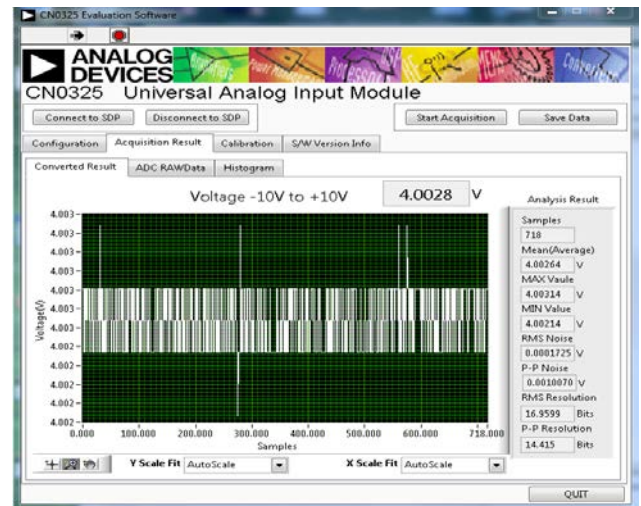 CN0325 Evaluation Software
ANALOG
DEVICES
CN0325 Universal Analog Input Module
Connect to SDP Disconnect to SDP Start Acquisition Save Data
Configuration Acquisition Result Calibration S/W Version Info
Converted Result ADC RAWData Histogram
Voltage -10V to +10V 4.0028 V
Analysis Result
Samples
718
Mean(Average)
4.00264 V
MAX Vaule
4.00314 V
MIN Value
4.00214 V
RMS Noise
0.0001725 V
P-P Noise
0.0010070 V
RMS Resolution
16.9599 Bits
P-P Resolution
14.415 Bits
Voltage(V)
4.003
4.003
4.003
4.003
4.003
4.003
4.003
4.002
4.002
4.002
4.002
0.000 100.000 200.000 300.000 400.000 500.000 600.000 718.000
Samples
Y Scale Fit AutoScale X Scale Fit AutoScale
QUIT